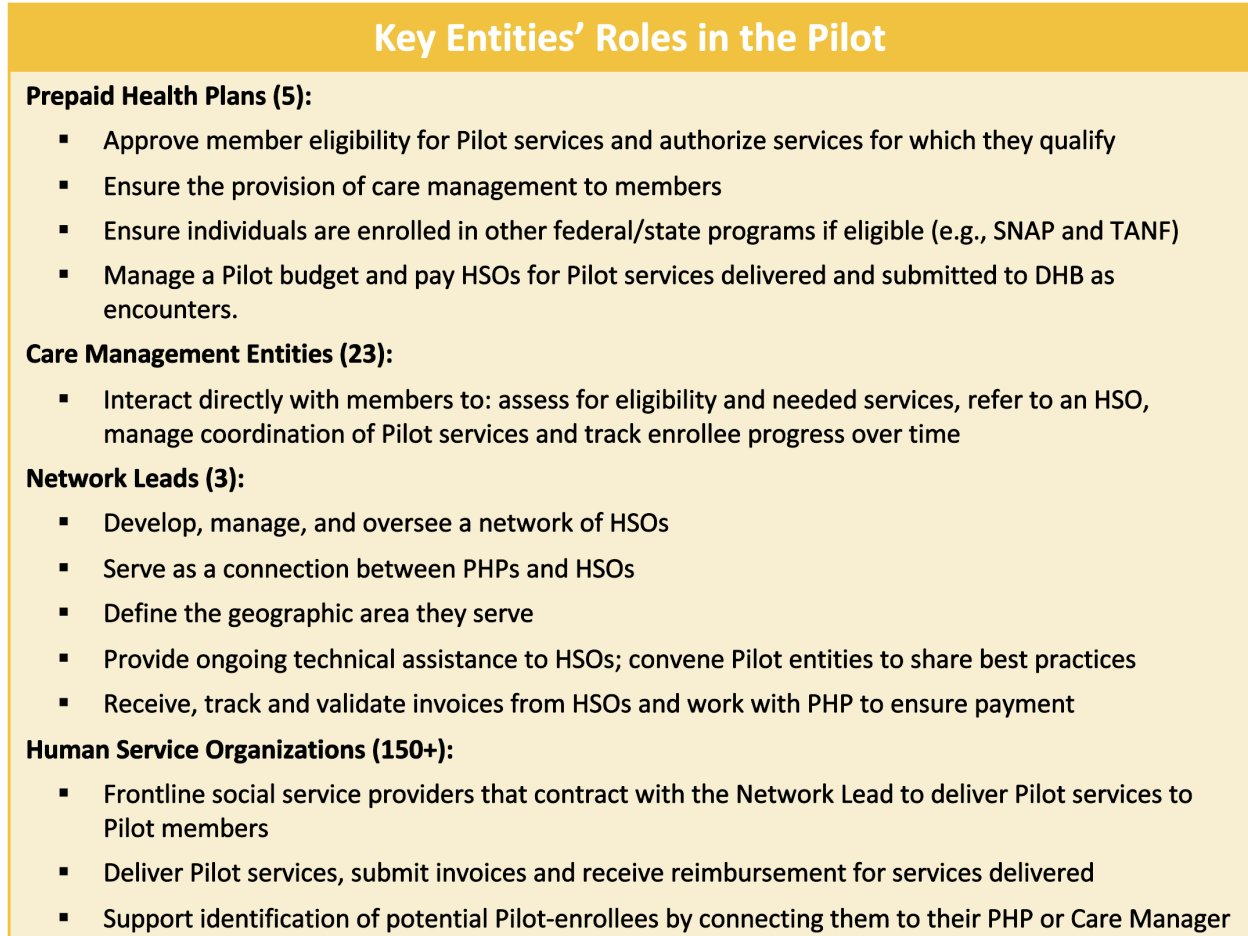 Key Entities’ Roles in the Pilot
Prepaid Health Plans (5):
▪ Approve member eligibility for Pilot services and authorize services for which they qualify
▪ Ensure the provision of care management to members
▪ Ensure individuals are enrolled in other federal/state programs if eligible (e.g., SNAP and TANF)
▪ Manage a Pilot budget and pay HSOs for Pilot services delivered and submitted to DHB as
encounters.
Care Management Entities (23):
▪ Interact directly with members to: assess for eligibility and needed services, refer to an HSO,
manage coordination of Pilot services and track enrollee progress over time
Network Leads (3):
▪ Develop, manage, and oversee a network of HSOs
▪ Serve as a connection between PHPs and HSOs
▪ Define the geographic area they serve
▪ Provide ongoing technical assistance to HSOs; convene Pilot entities to share best practices
▪ Receive, track and validate invoices from HSOs and work with PHP to ensure payment
Human Service Organizations (150+):
▪ Frontline social service providers that contract with the Network Lead to deliver Pilot services to
Pilot members
▪ Deliver Pilot services, submit invoices and receive reimbursement for services delivered
▪ Support identification of potential Pilot-enrollees by connecting them to their PHP or Care Manager